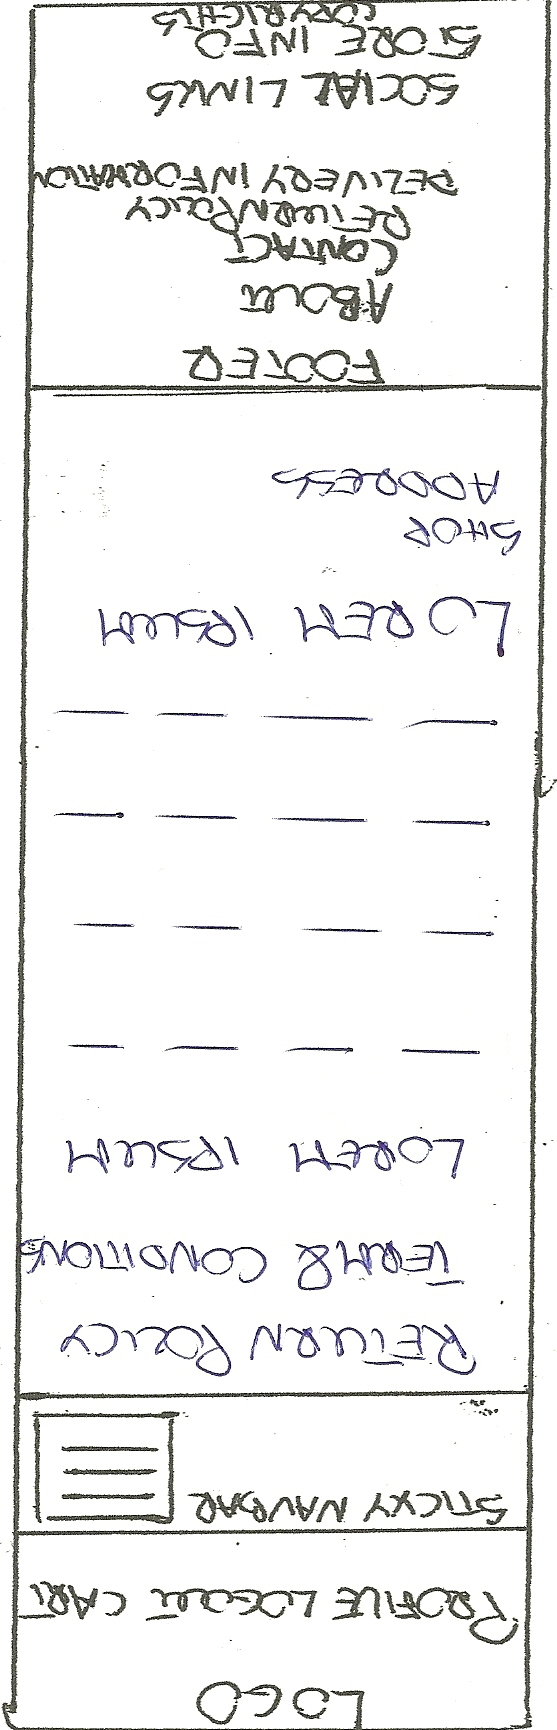 LOGO
PROFILE LOGOUT CART
STICKY NAVBAR
RETURN POLICY
TERM & CONDITIONS
LOREM IPSUM
LOREM IPSUM
SHOP
ADDRESS
FOOTER
ABOUT
CONTACT
RETURN POLICY
DELIVERY INFORMATION
SOCIAL LINKS
STORE INFO
COPYRIGHTS